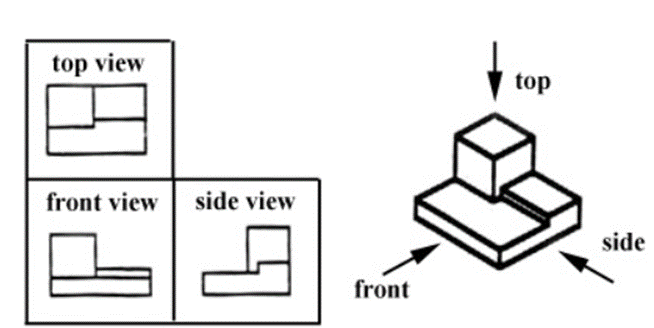 top view
front view
side view
top
side
front